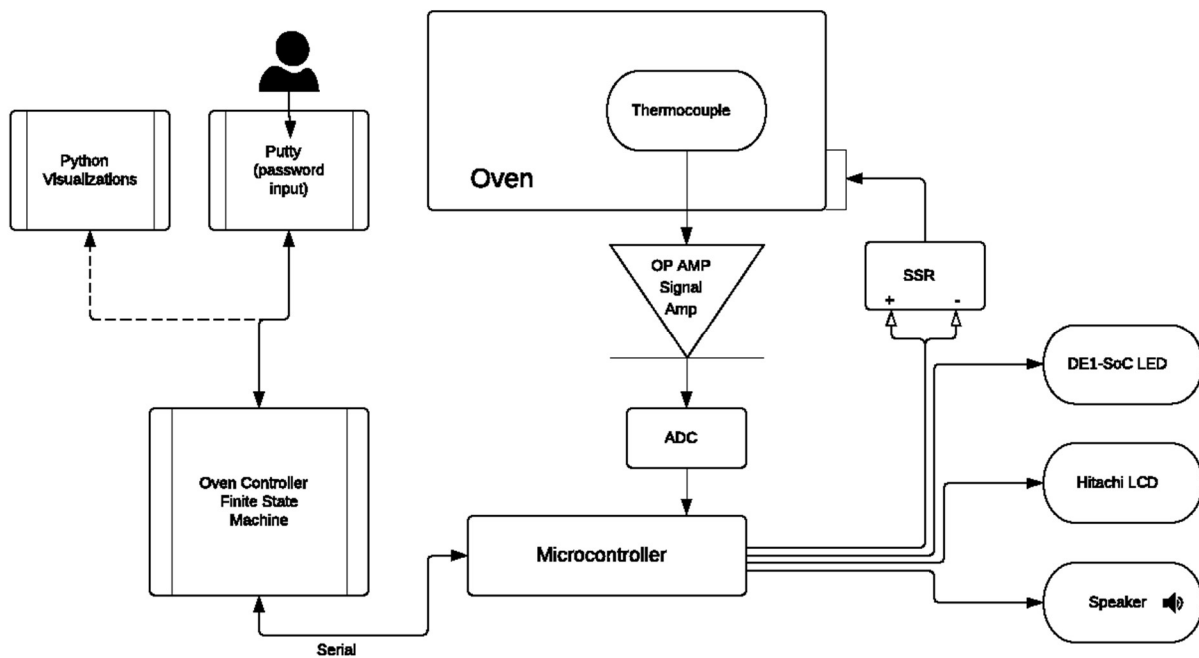 Thermocouple
Oven
Python
Visualizations
Putty
(password
input)
OP AMP
Signal
Amp
SSR
+ -
DE1-SoC LED
ADC
Hitachi LCD
Oven Controller
Finite State
Machine
Microcontroller
Speaker
Serial